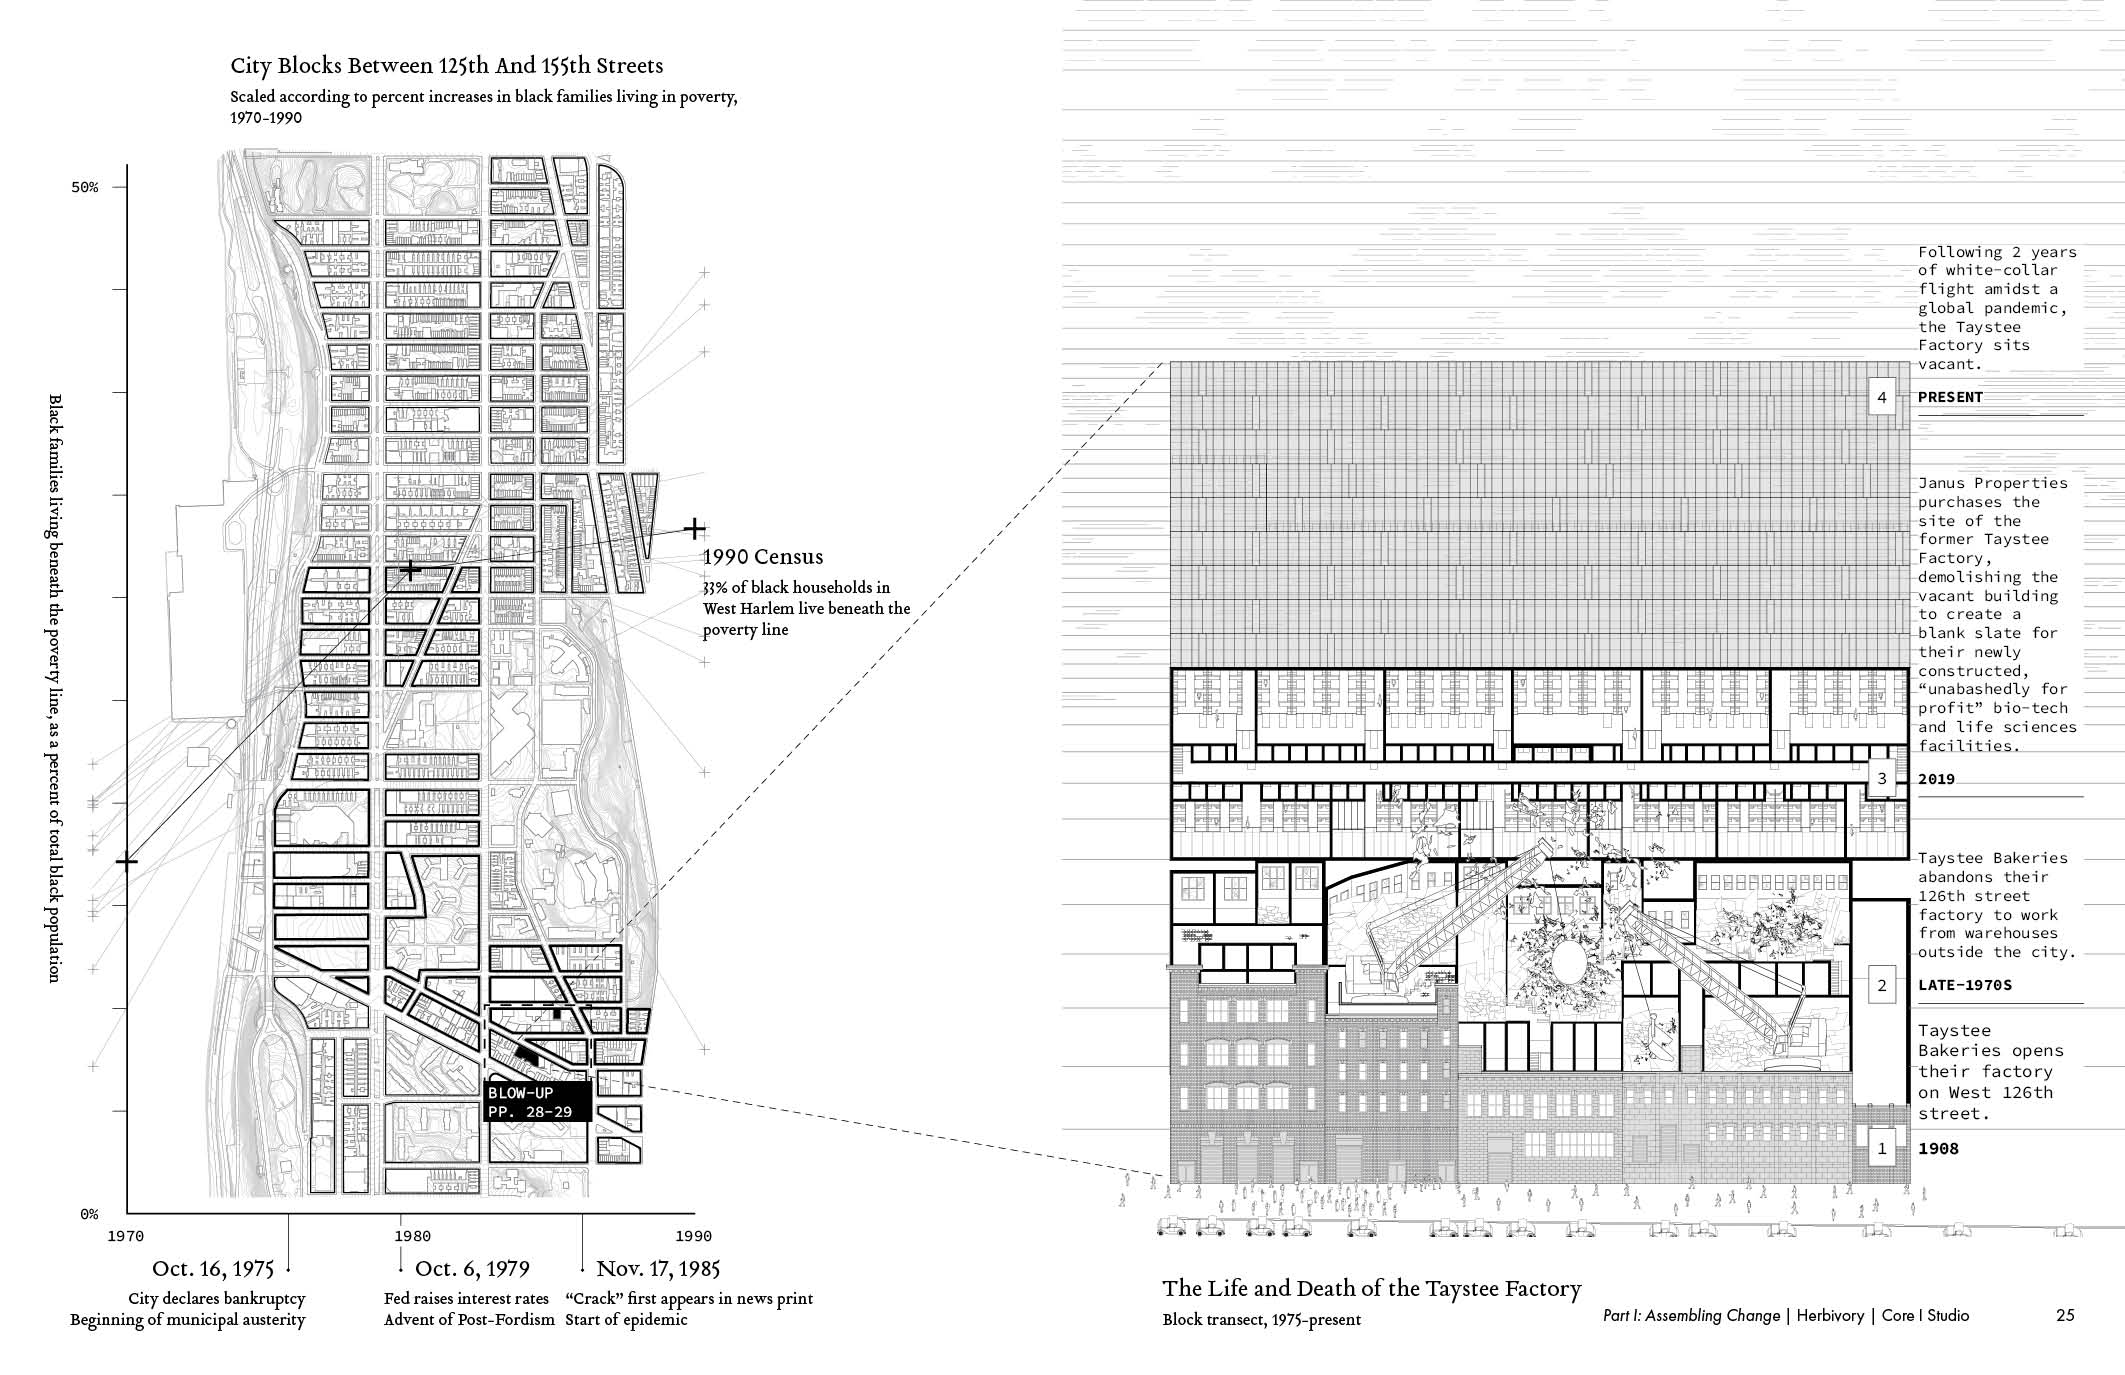 City Blocks Between 125th And 155th Streets
Scaled according to percent increases in black families living in poverty,
1970-1990
50%
0%
Black families living beneath the poverty line, as a percent of total black population
1990 Census
33% of black households in
West Harlem live beneath the
poverty line
BLOW-UP
PP. 28-29
1970
1980
1990
Oct. 16, 1975
City declares bankruptcy
Beginning of municipal austerity
Oct. 6, 1979
Fed raises interest rates
Advent of Post-Fordism
Nov. 17, 1985
“Crack” first appears in news print
Start of epidemic
Following 2 years
of white-collar
flight amidst a
global pandemic,
the Taystee
Factory sits
vacant.
4
PRESENT
Janus Properties
purchases the
site of the
former Taystee
Factory,
demolishing the
vacant building
to create a
blank slate for
their newly
constructed,
“unabashedly for
profit” bio-tech
and life sciences
facilities.
3
2019
Taystee Bakeries
abandons their
126th street
factory to work
from warehouses
outside the city.
2
LATE-1970S
Taystee
Bakeries opens
their factory
on West 126th
street.
1
1908
The Life and Death of the Taystee Factory
Block transect, 1975-present
Part I: Assembling Change | Herbivory | Core I Studio
25